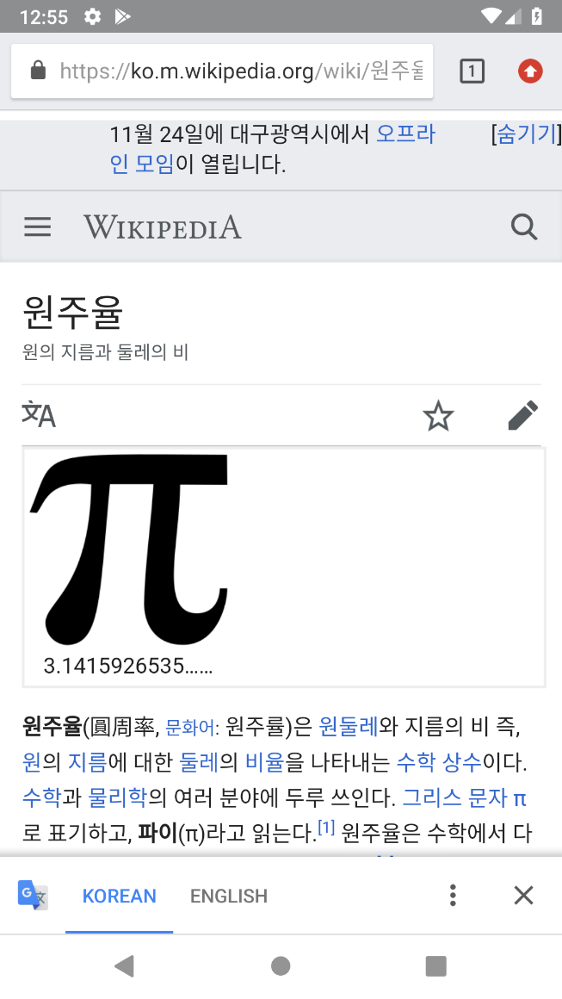 12:55
https://ko.m.wikipedia.org/wiki/원주율
1
11월 24일에 대구광역시에서 오프라 [숨기기]
인 모임이 열립니다.
WIKIPEDIA
원주율
원의 지름과 둘레의 비
文A
π
3.1415926535......
원주율(圓周率, 문화어: 원주률)은 원둘레와 지름의 비 즉,
원의 지름에 대한 둘레의 비율을 나타내는 수학 상수이다.
수학과 물리학의 여러 분야에 두루 쓰인다. 그리스 문자 π
로 표기하고, 파이(π)라고 읽는다.[1] 원주율은 수학에서 다
G 文
KOREAN ENGLISH